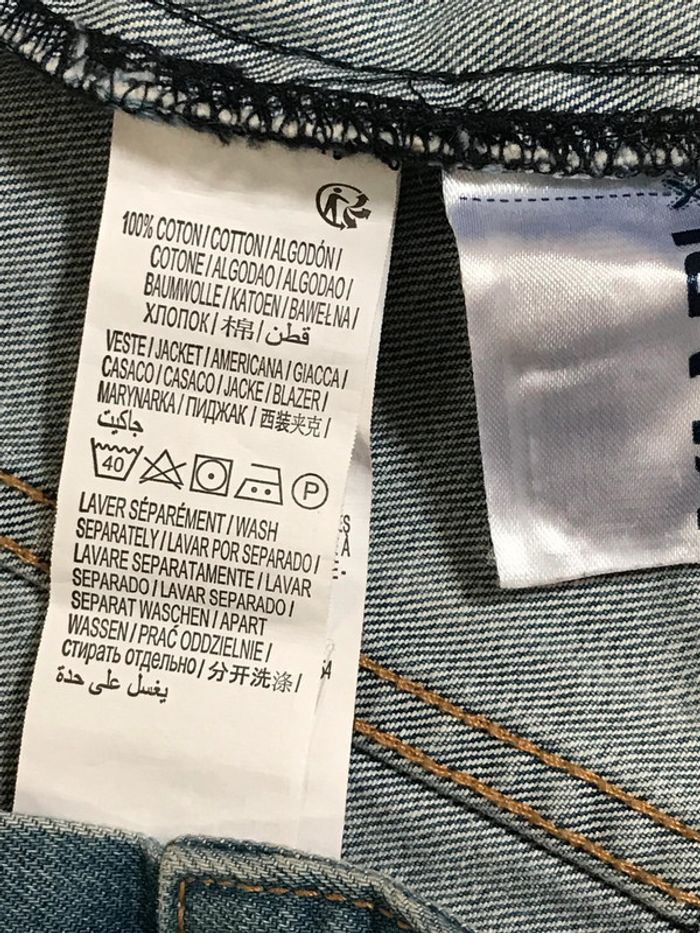 100% COTON / COTTON / ALGODÓN /
COTONE / ALGODAO / ALGODAO /
BAUMWOLLE / KATOEN / BAWEŁNA /
ХЛОПОК / 棉 / قطن
VESTE / JACKET / AMERICANA / GIACCA /
CASACO / CASACO / JACKE / BLAZER /
MARYNARKA / ПИДЖАК / 西装夹克 /
جاكيت
40 P
LAVER SÉPARÉMENT / WASH
SEPARATELY / LAVAR POR SEPARADO /
LAVARE SEPARATAMENTE / LAVAR
SEPARADO / LAVAR SEPARADO /
SEPARAT WASCHEN / APART
WASSEN / PRAĆ ODDZIELNIE /
стирать отдельно / 分开洗涤 /
يغسل على حدة